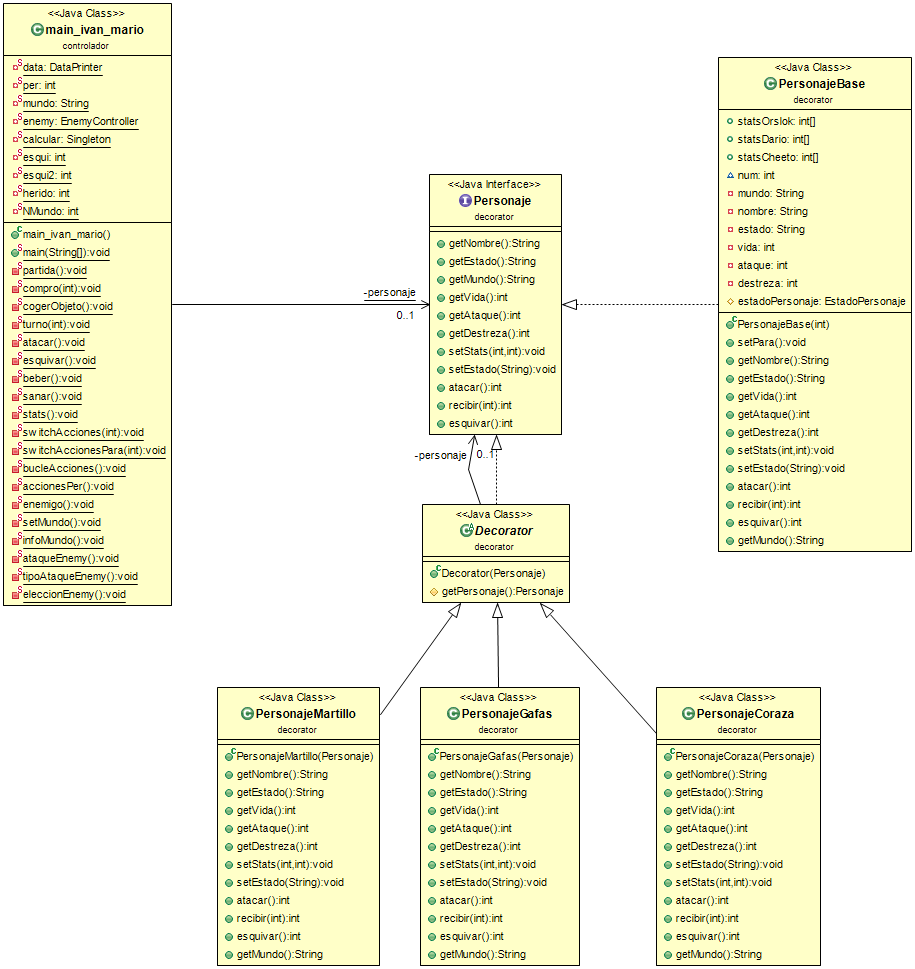 <<Java Class>>
main_ivan_mario
controlador
data: DataPrinter
per: int
mundo: String
enemy: EnemyController
calcular: Singleton
esqui: int
esqui2: int
herido: int
NMundo: int
main_ivan_mario()
main(String[]):void
partida():void
compro(int):void
cogerObjeto():void
turno(int):void
atacar():void
esquivar():void
beber():void
sanar():void
stats():void
switchAcciones(int):void
switchAccionesPara(int):void
bucleAcciones():void
accionesPer():void
enemigo():void
setMundo():void
infoMundo():void
ataqueEnemy():void
tipoAtaqueEnemy():void
eleccionEnemy():void
-personaje
0..1
<<Java Interface>>
Personaje
decorator
getNombre():String
getEstado():String
getMundo():String
getVida():int
getAtaque():int
getDestreza():int
setStats(int,int):void
setEstado(String):void
atacar():int
recibir(int):int
esquivar():int
<<Java Class>>
PersonajeBase
decorator
statsOrslok: int[]
statsDario: int[]
statsCheeto: int[]
num: int
mundo: String
nombre: String
estado: String
vida: int
ataque: int
destreza: int
estadoPersonaje: EstadoPersonaje
PersonajeBase(int)
setPara():void
getNombre():String
getEstado():String
getVida():int
getAtaque():int
getDestreza():int
setStats(int,int):void
setEstado(String):void
atacar():int
recibir(int):int
esquivar():int
getMundo():String
-personaje
0..1
<<Java Class>>
Decorator
decorator
Decorator(Personaje)
getPersonaje():Personaje
<<Java Class>>
PersonajeMartillo
decorator
PersonajeMartillo(Personaje)
getNombre():String
getEstado():String
getVida():int
getAtaque():int
getDestreza():int
setStats(int,int):void
setEstado(String):void
atacar():int
recibir(int):int
esquivar():int
getMundo():String
<<Java Class>>
PersonajeGafas
decorator
PersonajeGafas(Personaje)
getNombre():String
getEstado():String
getVida():int
getAtaque():int
getDestreza():int
setStats(int,int):void
setEstado(String):void
atacar():int
recibir(int):int
esquivar():int
getMundo():String
<<Java Class>>
PersonajeCoraza
decorator
PersonajeCoraza(Personaje)
getNombre():String
getEstado():String
getVida():int
getAtaque():int
getDestreza():int
setEstado(String):void
setStats(int,int):void
atacar():int
recibir(int):int
esquivar():int
getMundo():String